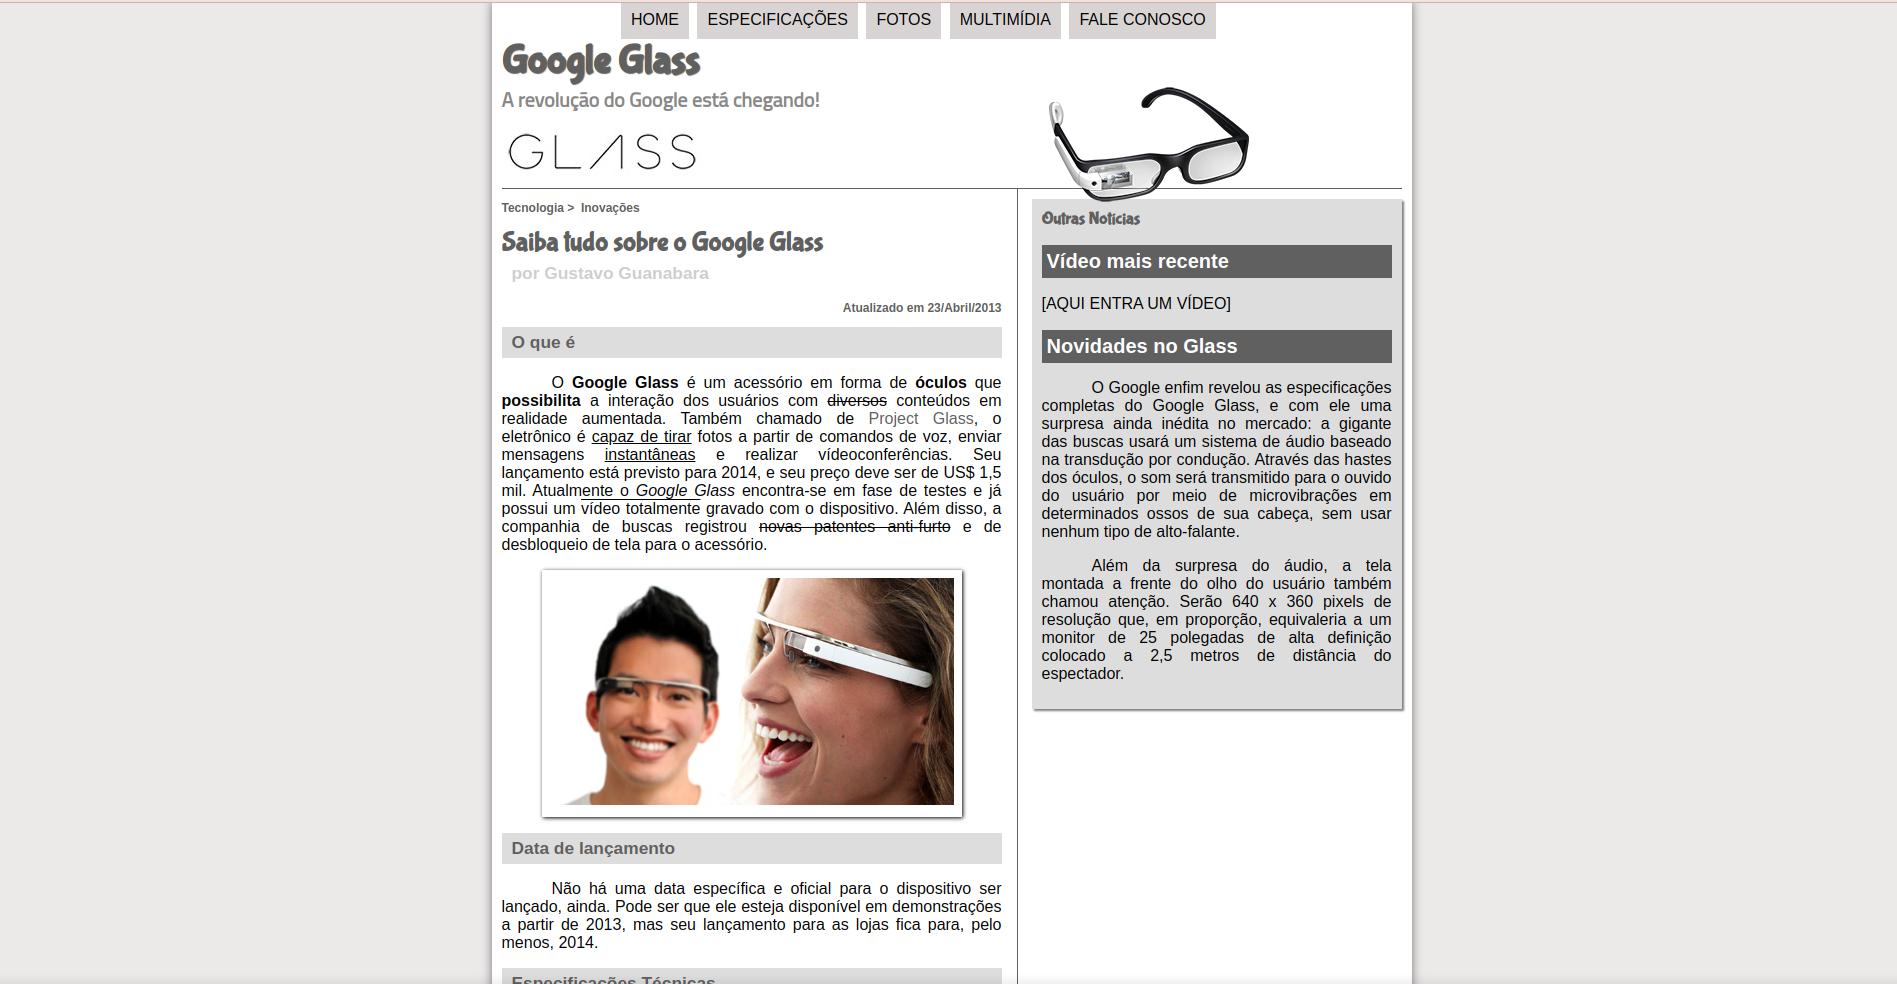 HOME ESPECIFICAÇÕES FOTOS MULTIMÍDIA FALE CONOSCO
Google Glass
A revolução do Google está chegando!
GLASS
Tecnologia > Inovações
Saiba tudo sobre o Google Glass
por Gustavo Guanabara
Atualizado em 23/Abril/2013
O que é
O Google Glass é um acessório em forma de óculos que
possibilita a interação dos usuários com diversos conteúdos em
realidade aumentada. Também chamado de Project Glass, o
eletrônico é capaz de tirar fotos a partir de comandos de voz, enviar
mensagens instantâneas e realizar vídeoconferências. Seu
lançamento está previsto para 2014, e seu preço deve ser de US$ 1,5
mil. Atualmente o Google Glass encontra-se em fase de testes e já
possui um vídeo totalmente gravado com o dispositivo. Além disso, a
companhia de buscas registrou novas patentes anti-furto e de
desbloqueio de tela para o acessório.
Data de lançamento
Não há uma data específica e oficial para o dispositivo ser
lançado, ainda. Pode ser que ele esteja disponível em demonstrações
a partir de 2013, mas seu lançamento para as lojas fica para, pelo
menos, 2014.
Especificações Técnicas
Outras Notícias
Vídeo mais recente
[AQUI ENTRA UM VÍDEO]
Novidades no Glass
O Google enfim revelou as especificações
completas do Google Glass, e com ele uma
surpresa ainda inédita no mercado: a gigante
das buscas usará um sistema de áudio baseado
na transdução por condução. Através das hastes
dos óculos, o som será transmitido para o ouvido
do usuário por meio de microvibrações em
determinados ossos de sua cabeça, sem usar
nenhum tipo de alto-falante.
Além da surpresa do áudio, a tela
montada a frente do olho do usuário também
chamou atenção. Serão 640 x 360 pixels de
resolução que, em proporção, equivaleria a um
monitor de 25 polegadas de alta definição
colocado a 2,5 metros de distância do
espectador.